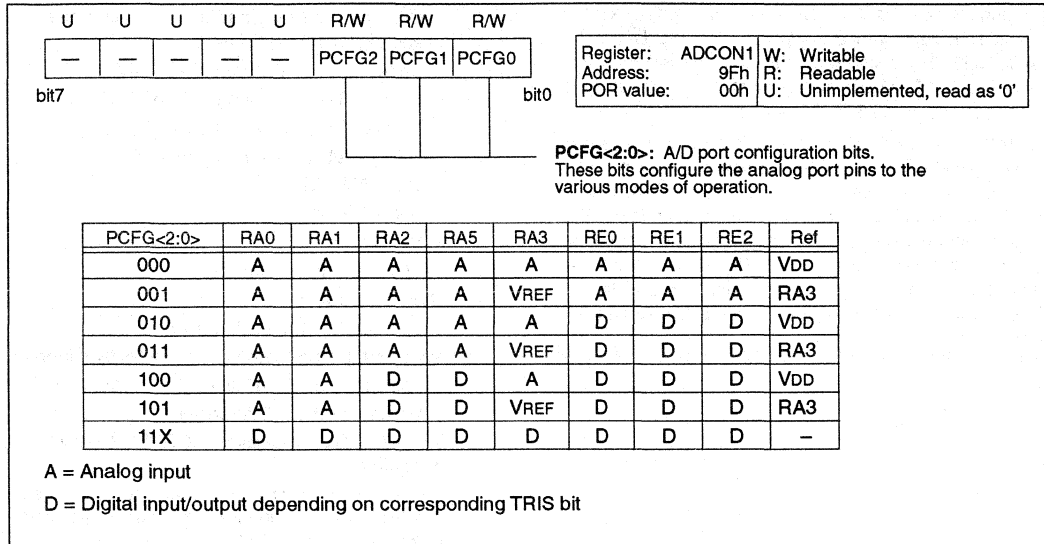 U U U U U R/W R/W R/W
— — — — — PCFG2 PCFG1 PCFG0
bit7 bit0
Register: ADCON1 W: Writable
Address: 9Fh R: Readable
POR value: 00h U: Unimplemented, read as ‘0’
PCFG<2:0>: A/D port configuration bits.
These bits configure the analog port pins to the
various modes of operation.
PCFG<2:0> RA0 RA1 RA2 RA5 RA3 RE0 RE1 RE2 Ref
000 A A A A A A A A VDD
001 A A A A VREF A A A RA3
010 A A A A A D D D VDD
011 A A A A VREF D D D RA3
100 A A D D A D D D VDD
101 A A D D VREF D D D RA3
11X D D D D D D D D –
A = Analog input
D = Digital input/output depending on corresponding TRIS bit